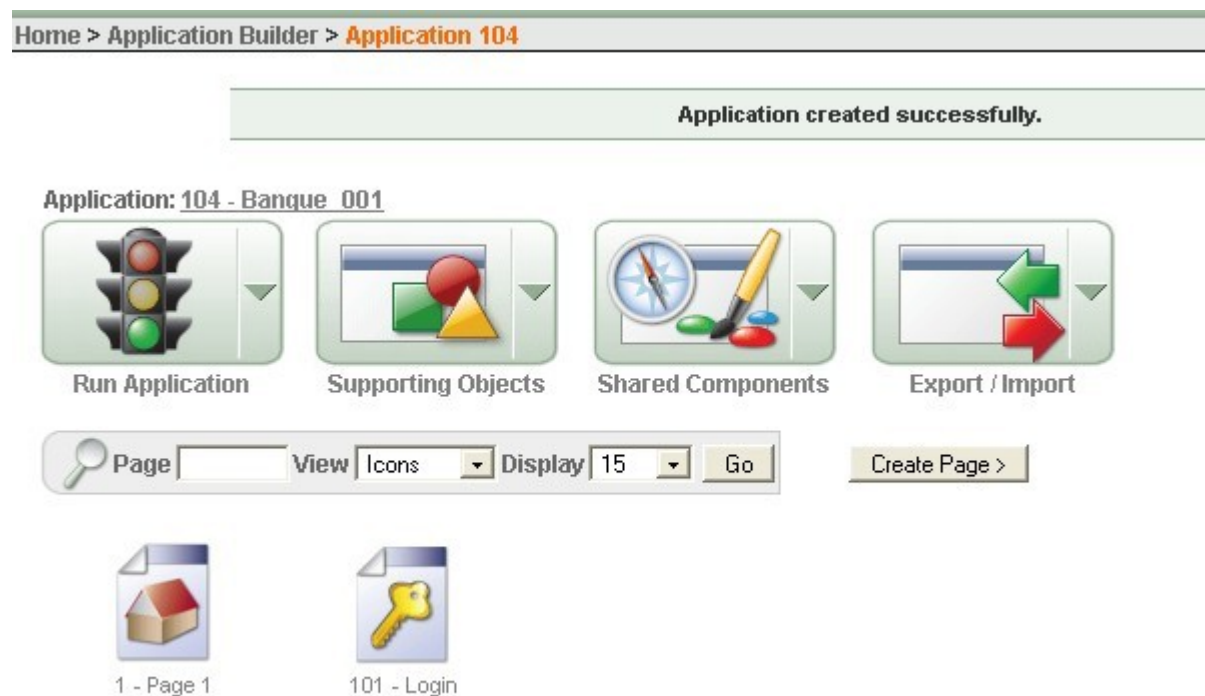 Home > Application Builder > Application 104
Application created successfully.
Application: 104 - Banque_001
Run Application
Supporting Objects
Shared Components
Export / Import
Page View Icons Display 15 Go Create Page >
1 - Page 1
101 - Login